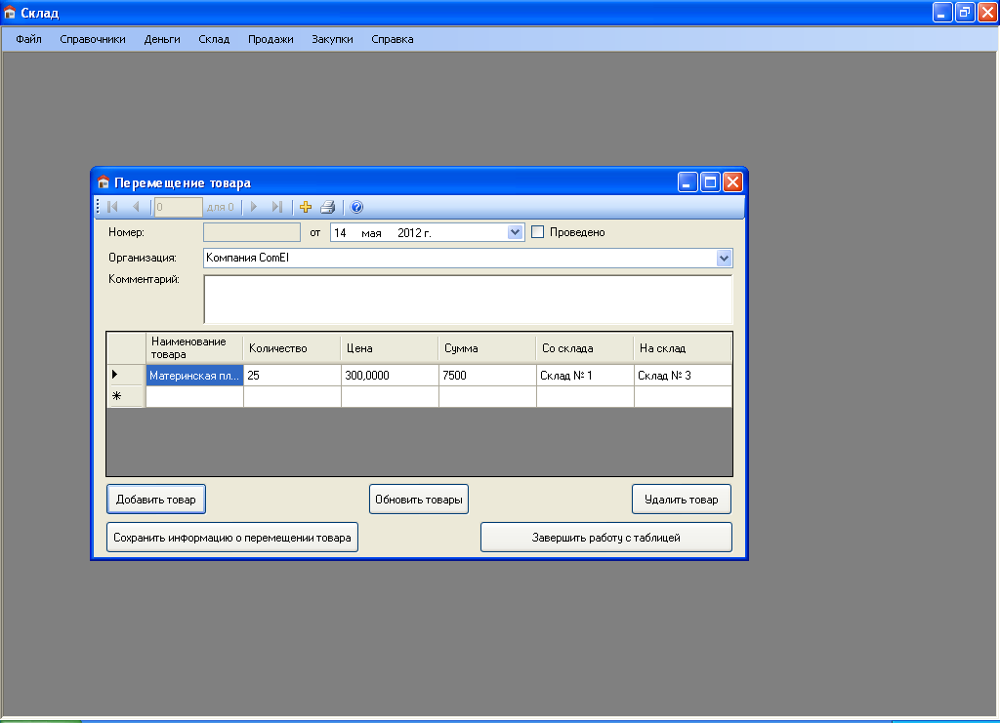 Склад
Файл Справочники Деньги Склад Продажи Закупки Справка
Перемещение товара
0 для 0
Номер: от 14 мая 2012 г. Проведено
Организация: Компания ComEl
Комментарий:
Наименование товара Количество Цена Сумма Со склада На склад
Материнская пл... 25 300,0000 7500 Склад № 1 Склад № 3
Добавить товар Обновить товары Удалить товар
Сохранить информацию о перемещении товара Завершить работу с таблицей